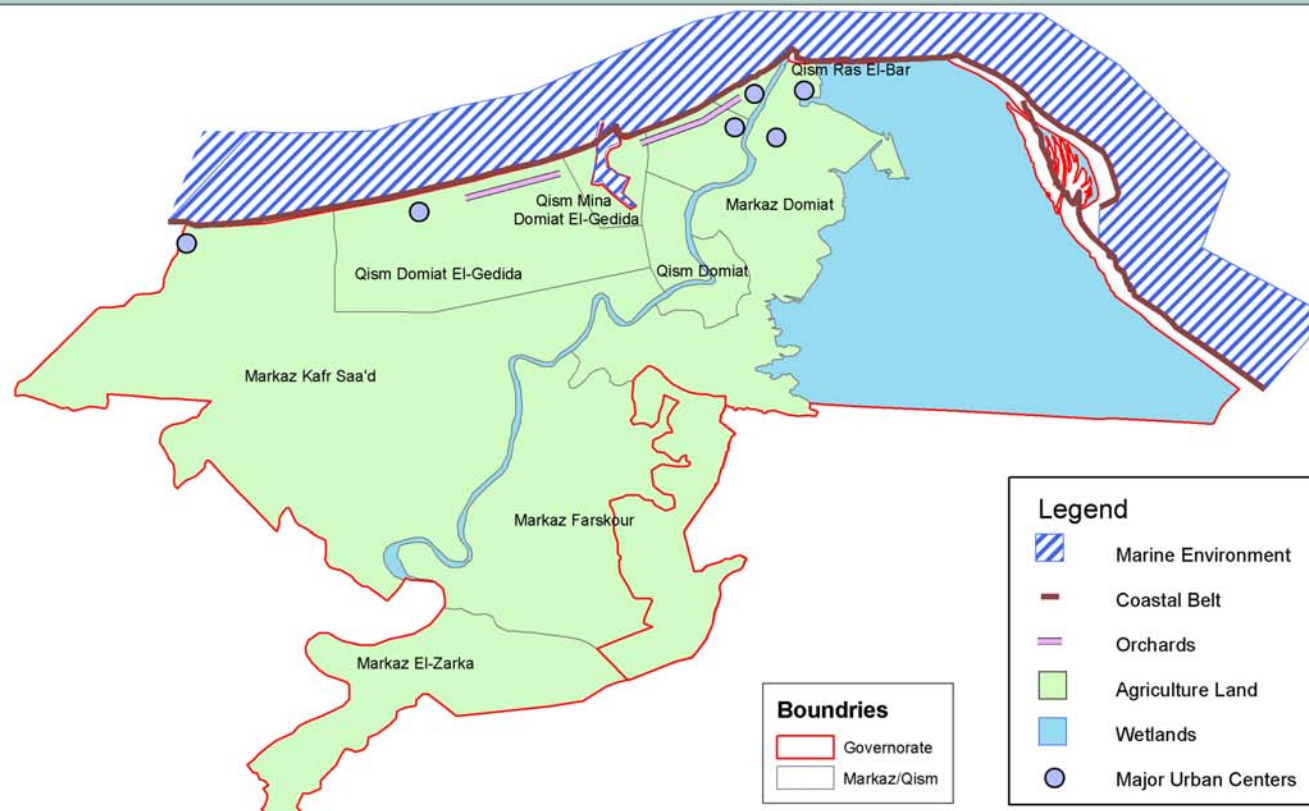 Qism Ras El-Bar
Qism Mina
Domiat El-Gedida
Markaz Domiat
Qism Domiat El-Gedida
Qism Domiat
Markaz Kafr Saa'd
Markaz Farskour
Markaz El-Zarka
Legend
Marine Environment
Coastal Belt
Orchards
Agriculture Land
Wetlands
Major Urban Centers
Boundries
Governorate
Markaz/Qism